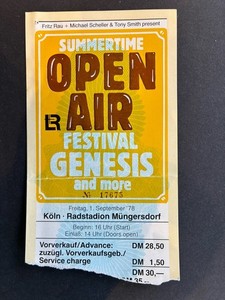 Fritz Rau + Michael Scheller & Tony Smith present
SUMMERTIME
OPEN
AIR
LR
FESTIVAL
GENESIS
and more
№ 17675
Freitag, 1. September '78
Köln · Radstadion Müngersdorf
Beginn: 16 Uhr (Start)
Einlaß: 14 Uhr (Doors open)
Vorverkauf/Advance: DM 28,50
zuzügl. Vorverkaufsgeb./
Service charge DM 1,50
DM 30,—